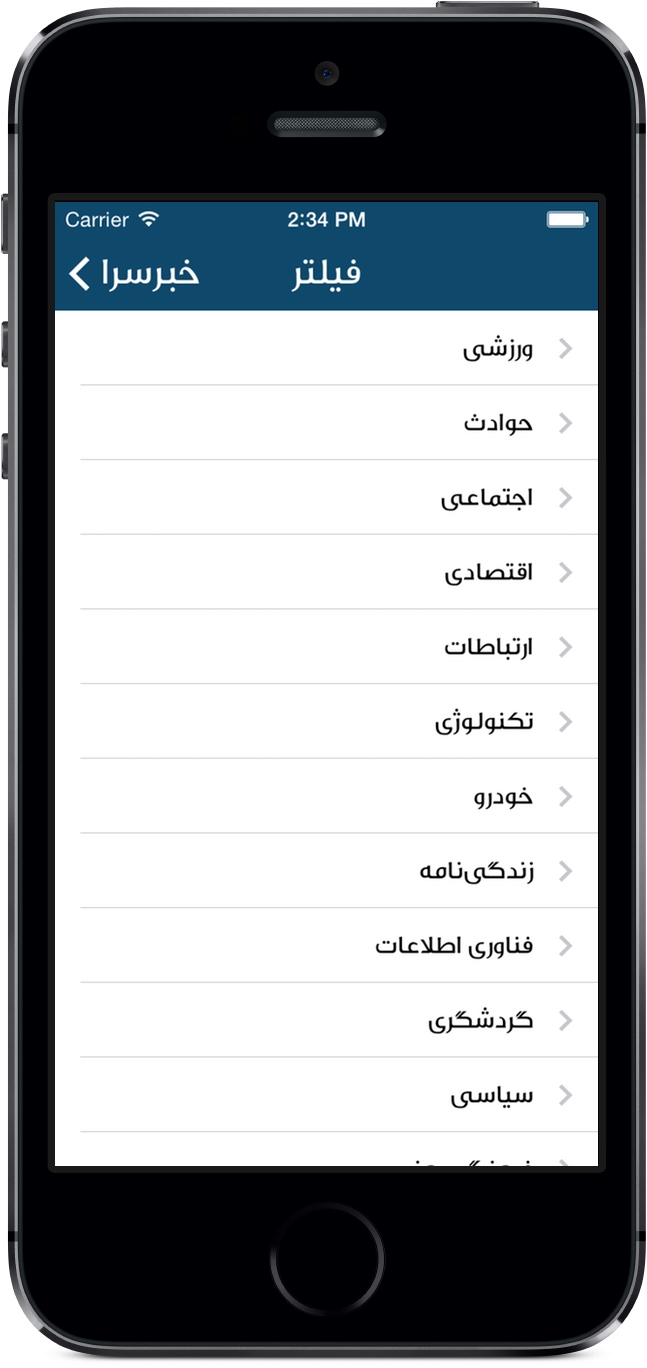 Carrier 2:34 PM
خبرسرا فیلتر
ورزشی
حوادث
اجتماعی
اقتصادی
ارتباطات
تکنولوژی
خودرو
زندگی‌نامه
فناوری اطلاعات
گردشگری
سیاسی